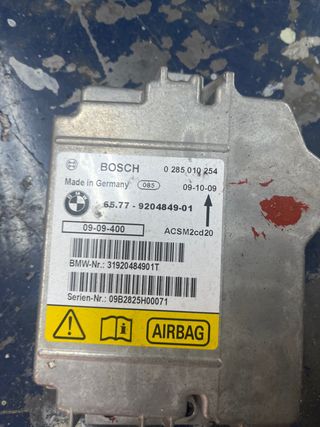 BOSCH 0 285 010 254
Made in Germany 085 09-10-09
BMW 65.77 - 9204849-01
09-09-400 ACSM2cd20
BMW-Nr.: 31920484901T
Serien-Nr.: 09B2825H00071
AIRBAG